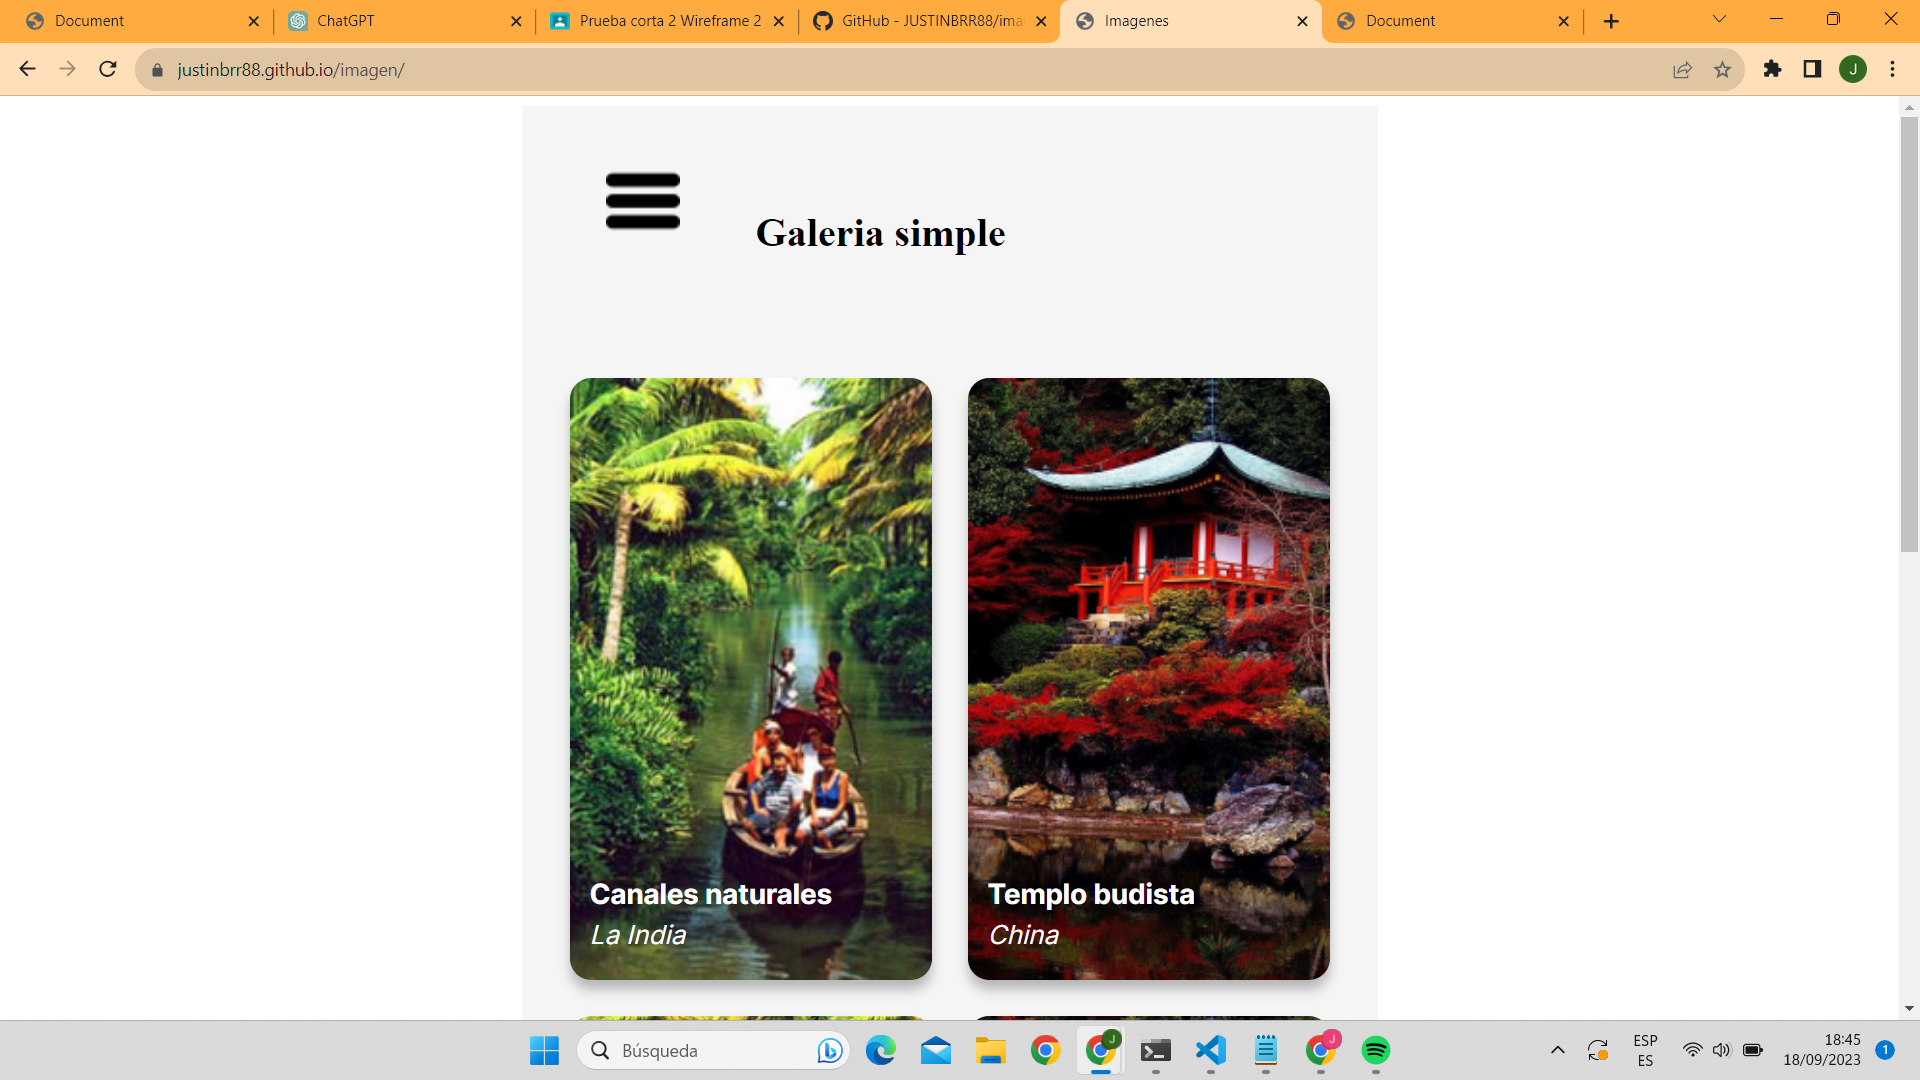 Document
ChatGPT
Prueba corta 2 Wireframe 2
GitHub - JUSTINBRR88/ima
Imagenes
Document
justinbrr88.github.io/imagen/
J
Galeria simple
Canales naturales
La India
Templo budista
China
Búsqueda
J
J
ESP
ES
18:45
18/09/2023
1